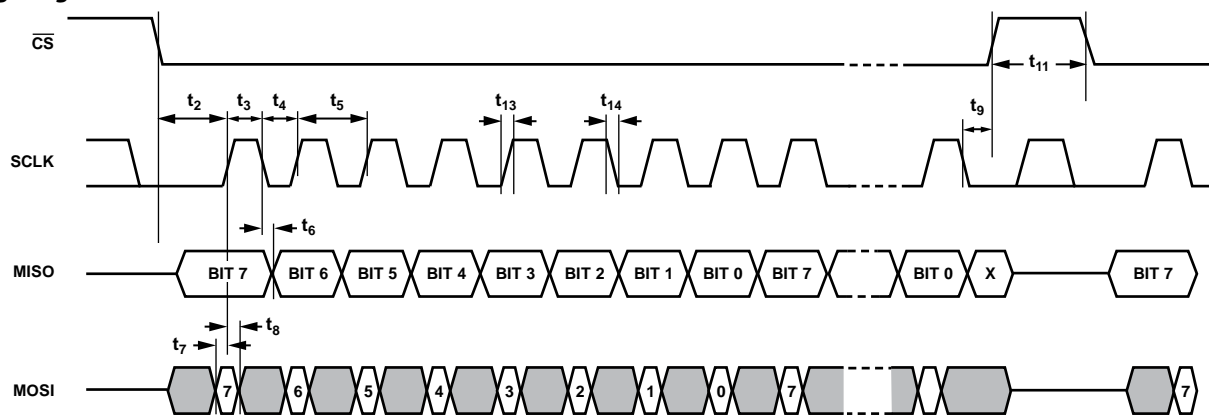 CS
t11
t2 t3 t4 t5 t13 t14 t9
SCLK
t6
MISO BIT 7 BIT 6 BIT 5 BIT 4 BIT 3 BIT 2 BIT 1 BIT 0 BIT 7 BIT 0 X BIT 7
t7 t8
MOSI 7 6 5 4 3 2 1 0 7 7